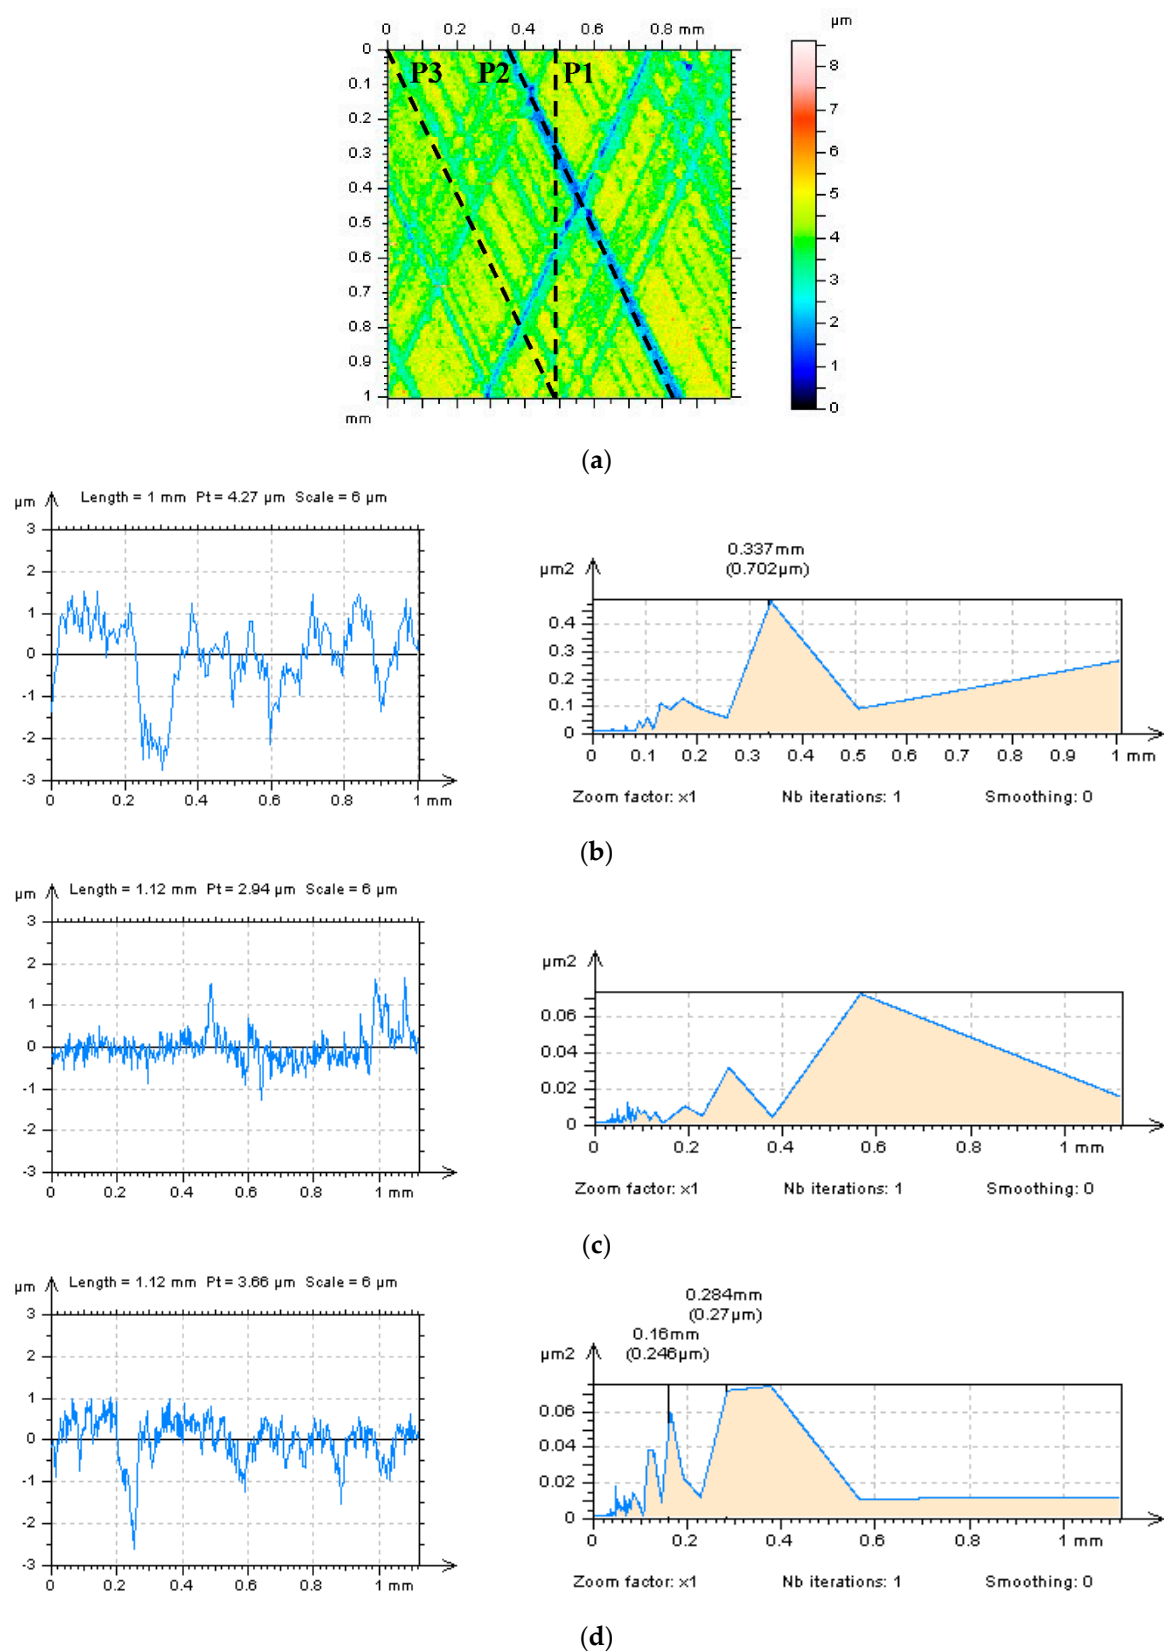 0 0.2 0.4 0.6 0.8 mm
µm
0
0.1
0.2
0.3
0.4
0.5
0.6
0.7
0.8
0.9
1
mm
P3 P2 P1
8
7
6
5
4
3
2
1
0
(a)
µm Length = 1 mm Pt = 4.27 µm Scale = 6 µm
3
2
1
0
-1
-2
-3
0 0.2 0.4 0.6 0.8 1 mm
0.337mm
(0.702µm)
µm2
0.4
0.3
0.2
0.1
0
0 0.1 0.2 0.3 0.4 0.5 0.6 0.7 0.8 0.9 1 mm
Zoom factor: x1 Nb iterations: 1 Smoothing: 0
(b)
µm Length = 1.12 mm Pt = 2.94 µm Scale = 6 µm
3
2
1
0
-1
-2
-3
0 0.2 0.4 0.6 0.8 1 mm
µm2
0.06
0.04
0.02
0
0 0.2 0.4 0.6 0.8 1 mm
Zoom factor: x1 Nb iterations: 1 Smoothing: 0
(c)
µm Length = 1.12 mm Pt = 3.66 µm Scale = 6 µm
3
2
1
0
-1
-2
-3
0 0.2 0.4 0.6 0.8 1 mm
0.284mm
(0.27µm)
0.16mm
(0.246µm)
µm2
0.06
0.04
0.02
0
0 0.2 0.4 0.6 0.8 1 mm
Zoom factor: x1 Nb iterations: 1 Smoothing: 0
(d)